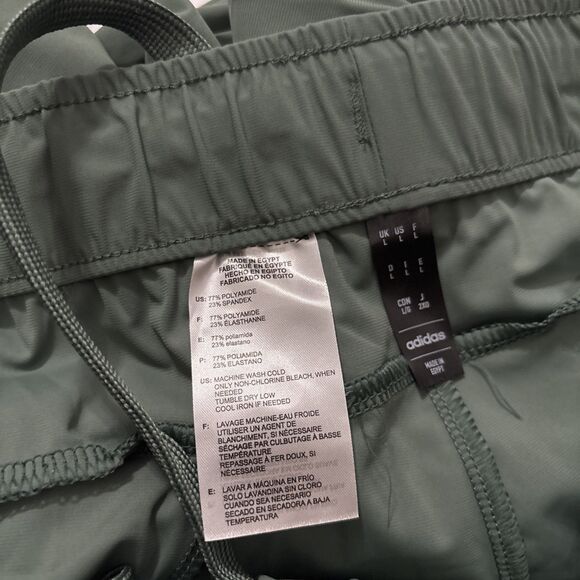 MADE IN EGYPT
FABRIQUÉ EN ÉGYPTE
HECHO EN EGIPTO
FABRICADO NO EGITO
US: 77% POLYAMIDE
23% SPANDEX
F: 77% POLYAMIDE
23% ÉLASTHANNE
E: 77% poliamida
23% elastano
P: 77% POLIAMIDA
23% ELASTANO
US: MACHINE WASH COLD
ONLY NON-CHLORINE BLEACH, WHEN
NEEDED
TUMBLE DRY LOW
COOL IRON IF NEEDED
F: LAVAGE MACHINE-EAU FROIDE
UTILISER UN AGENT DE
BLANCHIMENT, SI NÉCESSAIRE
SÉCHAGE PAR CULBUTAGE À BASSE
TEMPÉRATURE
REPASSAGE À FER DOUX, SI
NÉCESSAIRE
E: LAVAR A MÁQUINA EN FRÍO
SOLO LAVANDINA SIN CLORO
CUANDO SEA NECESARIO
SECADO EN SECADORA A BAJA
TEMPERATURA
UK US F
L L L
D I E
L L L
CDN J
L/G 2XO
adidas
MADE IN
EGYPT